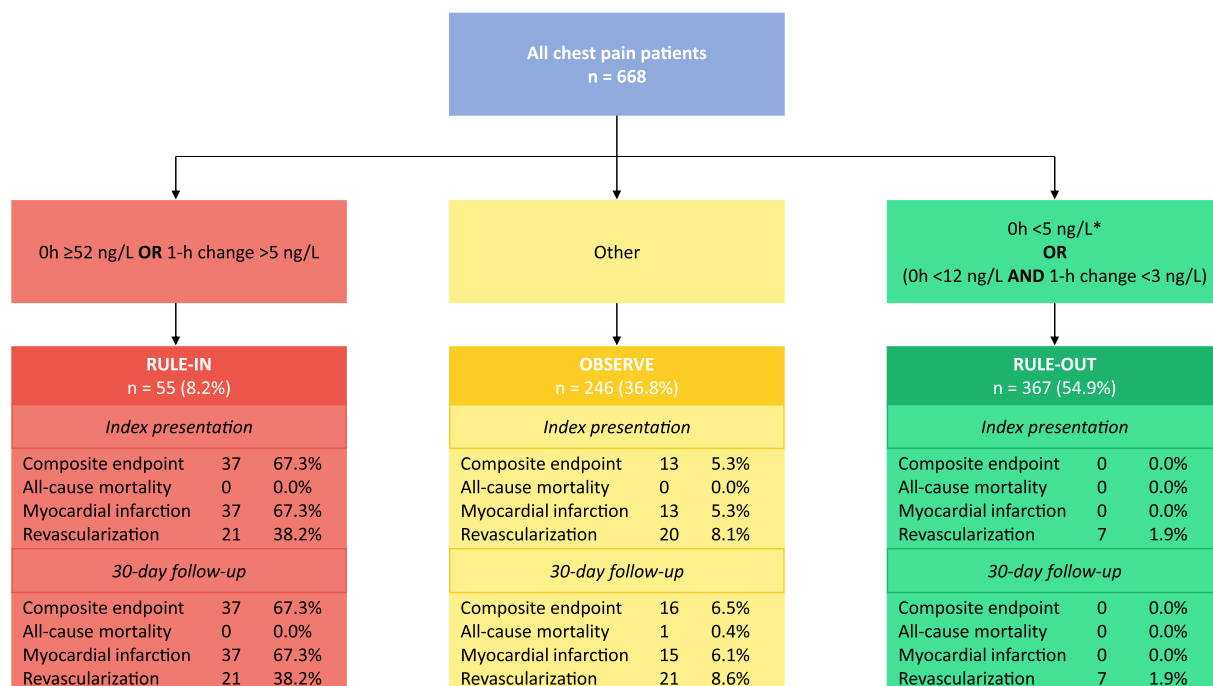 All chest pain patients
n = 668
0h ≥52 ng/L OR 1-h change >5 ng/L
Other
0h <5 ng/L*
OR
(0h <12 ng/L AND 1-h change <3 ng/L)
RULE-IN
n = 55 (8.2%)
Index presentation
Composite endpoint 37 67.3%
All-cause mortality 0 0.0%
Myocardial infarction 37 67.3%
Revascularization 21 38.2%
30-day follow-up
Composite endpoint 37 67.3%
All-cause mortality 0 0.0%
Myocardial infarction 37 67.3%
Revascularization 21 38.2%
OBSERVE
n = 246 (36.8%)
Index presentation
Composite endpoint 13 5.3%
All-cause mortality 0 0.0%
Myocardial infarction 13 5.3%
Revascularization 20 8.1%
30-day follow-up
Composite endpoint 16 6.5%
All-cause mortality 1 0.4%
Myocardial infarction 15 6.1%
Revascularization 21 8.6%
RULE-OUT
n = 367 (54.9%)
Index presentation
Composite endpoint 0 0.0%
All-cause mortality 0 0.0%
Myocardial infarction 0 0.0%
Revascularization 7 1.9%
30-day follow-up
Composite endpoint 0 0.0%
All-cause mortality 0 0.0%
Myocardial infarction 0 0.0%
Revascularization 7 1.9%